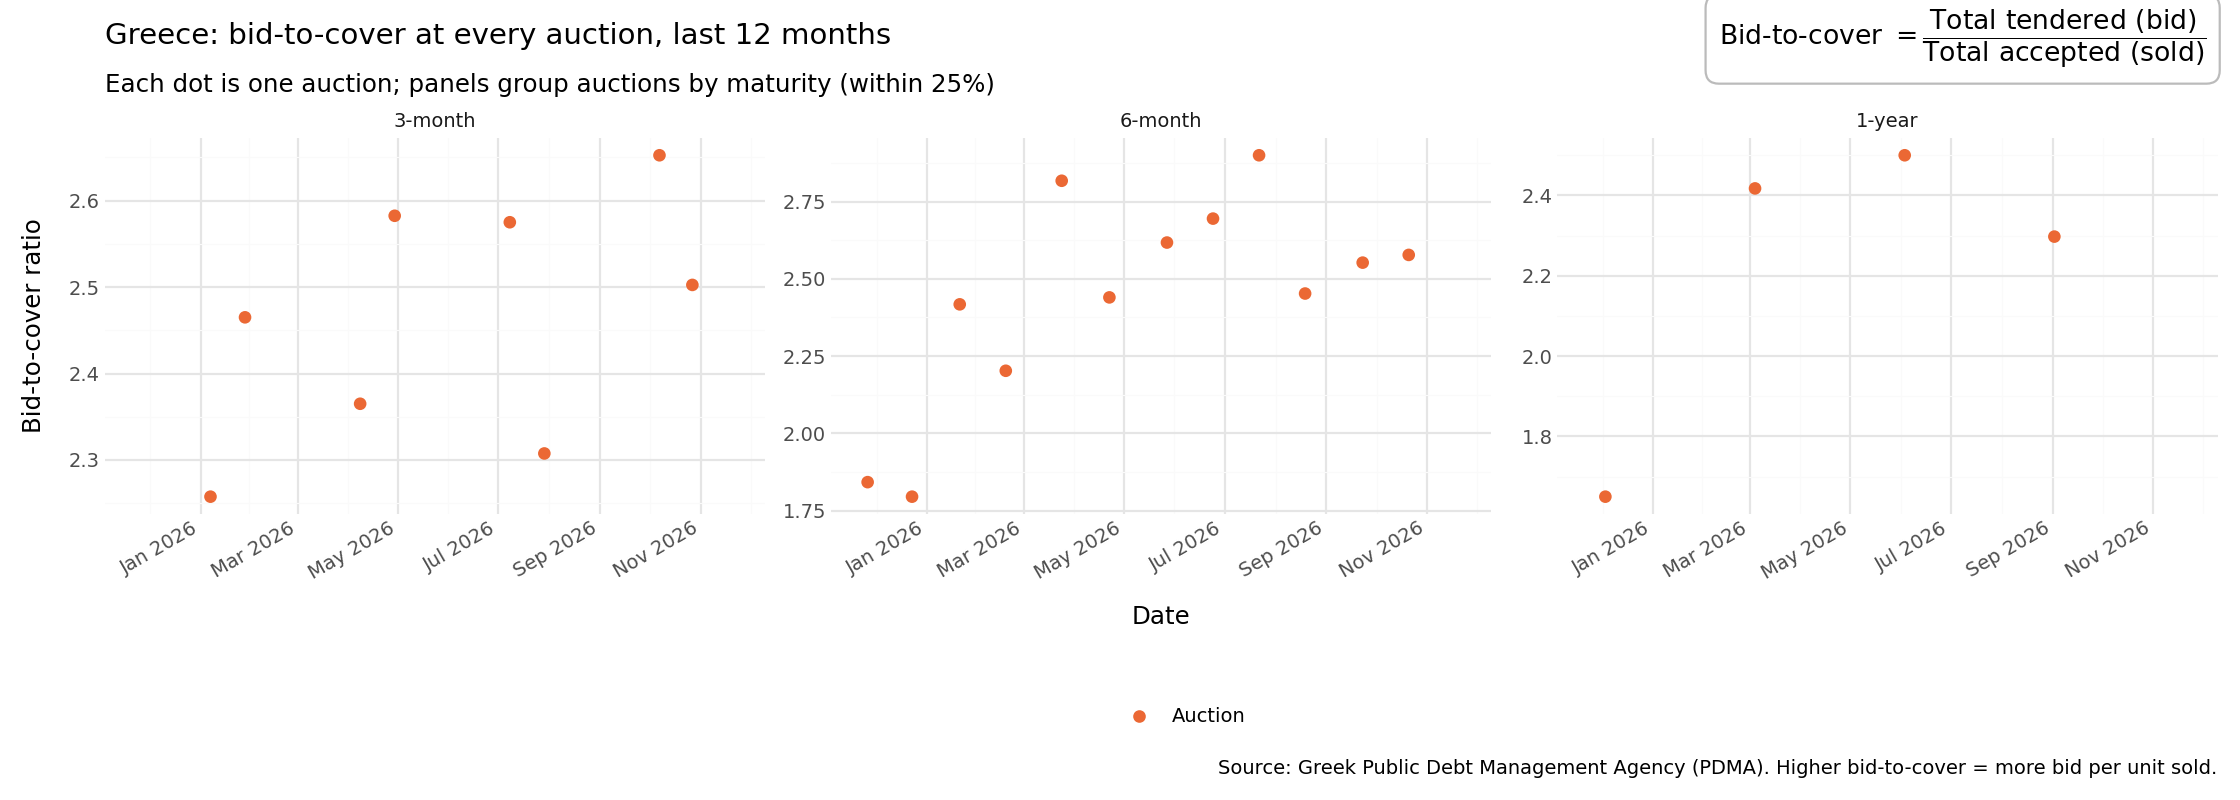 Greece: bid-to-cover at every auction, last 12 months
Each dot is one auction; panels group auctions by maturity (within 25%)
Bid-to-cover = Total tendered (bid)
Total accepted (sold)
3-month
6-month
1-year
Bid-to-cover ratio
2.6
2.5
2.4
2.3
2.75
2.50
2.25
2.00
1.75
2.4
2.2
2.0
1.8
Jan 2026 Mar 2026 May 2026 Jul 2026 Sep 2026 Nov 2026
Jan 2026 Mar 2026 May 2026 Jul 2026 Sep 2026 Nov 2026
Jan 2026 Mar 2026 May 2026 Jul 2026 Sep 2026 Nov 2026
Date
Auction
Source: Greek Public Debt Management Agency (PDMA). Higher bid-to-cover = more bid per unit sold.